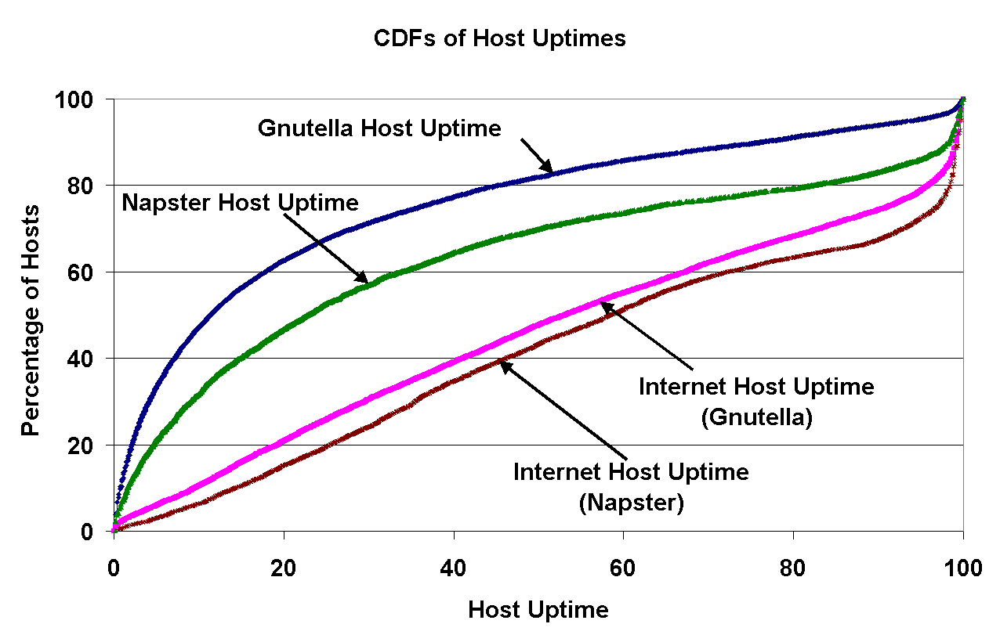 CDFs of Host Uptimes
100
80
60
40
20
0
Percentage of Hosts
Gnutella Host Uptime
Napster Host Uptime
Internet Host Uptime
(Gnutella)
Internet Host Uptime
(Napster)
0 20 40 60 80 100
Host Uptime